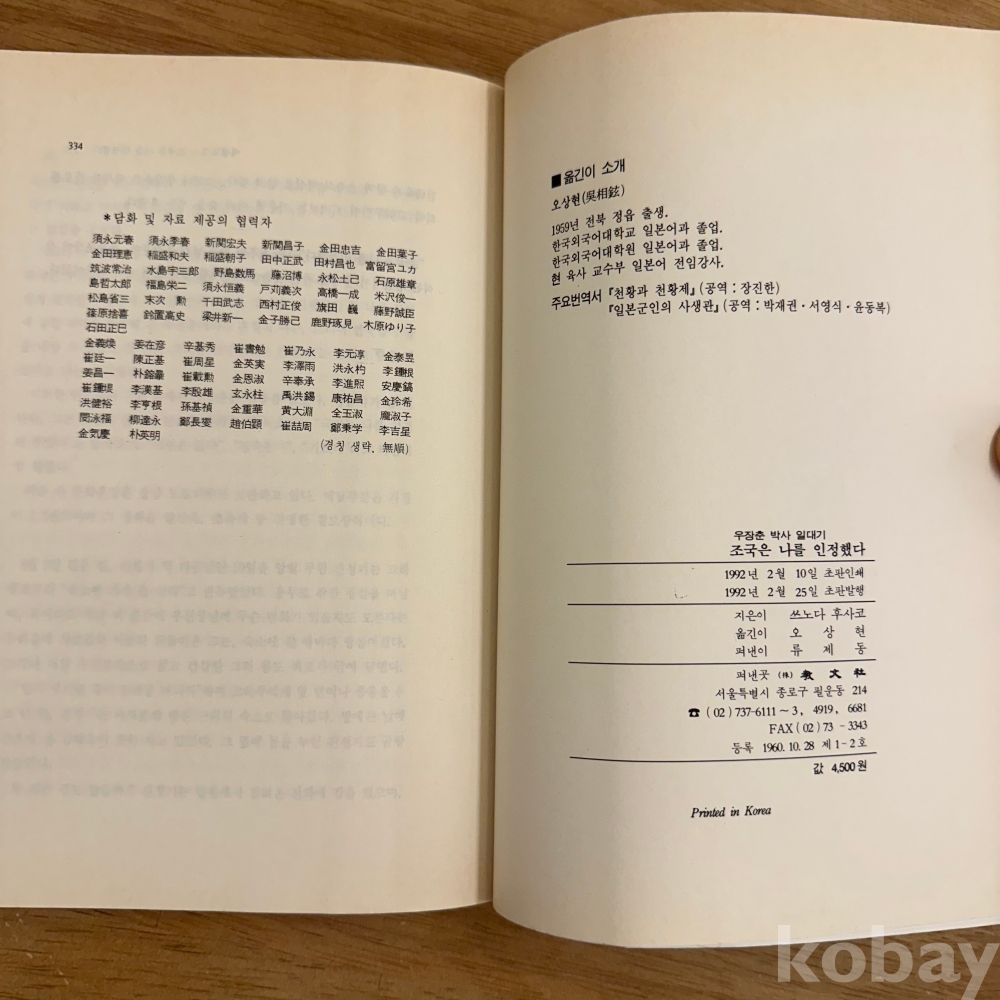 334
*담화 및 자료 제공의 협력자
須永元春 須永季春 新関宏夫 新関昌子 金田忠吉 金田葉子
金田理恵 稲盛和夫 稲盛朝子 田中正武 田村昌也 富留宮ユカ
筑波常治 水島宇三郎 野島数馬 藤沼博 永松土己 石原雄章
島哲太郎 福島栄二 須永恒義 戸苅義次 高橋一成 米沢俊一
松島省三 末次 勲 千田武志 西村正俊 旗田 巍 藤野誠臣
篠原捨喜 鈴置高史 梁井新一 金子勝己 鹿野琢見 木原ゆり子
石田正巳
金義煥 姜在彦 辛基秀 崔書勉 崔乃永 李元淳 金泰昱
崔廷一 陳正基 崔周星 金英実 李澤雨 洪永杓 李鍾根
姜昌一 朴鎔曇 崔載勲 金恩淑 辛奉承 李進熙 安慶鎬
崔鍾堤 李漢基 李殷雄 玄永柱 禹洪錫 康祐昌 金玲希
洪健裕 李亨根 孫基禎 金重華 黄大淵 全玉淑 龐淑子
閔泳福 柳達永 鄭長燮 趙伯顕 崔喆周 鄭秉学 李吉星
金気慶 朴英明
(경칭 생략, 無順)
■옮긴이 소개
오상현(吳相鉉)
1959년 전북 정읍 출생.
한국외국어대학교 일본어과 졸업.
한국외국어대학원 일본어과 졸업.
현 육사 교수부 일본어 전임강사.
주요번역서 『천황과 천황제』(공역 : 장진한)
『일본군인의 사생관』(공역 : 박재권·서영식·윤동복)
우장춘 박사 일대기
조국은 나를 인정했다
1992년 2월 10일 초판인쇄
1992년 2월 25일 초판발행
지은이 쓰노다 후사코
옮긴이 오 상 현
펴낸이 류 제 동
펴낸곳 (株) 敎文社
서울특별시 종로구 필운동 214
☎ (02) 737-6111~3, 4919, 6681
FAX (02) 73 -3343
등록 1960. 10. 28 제 1-2호
값 4,500원
Printed in Korea
kobay